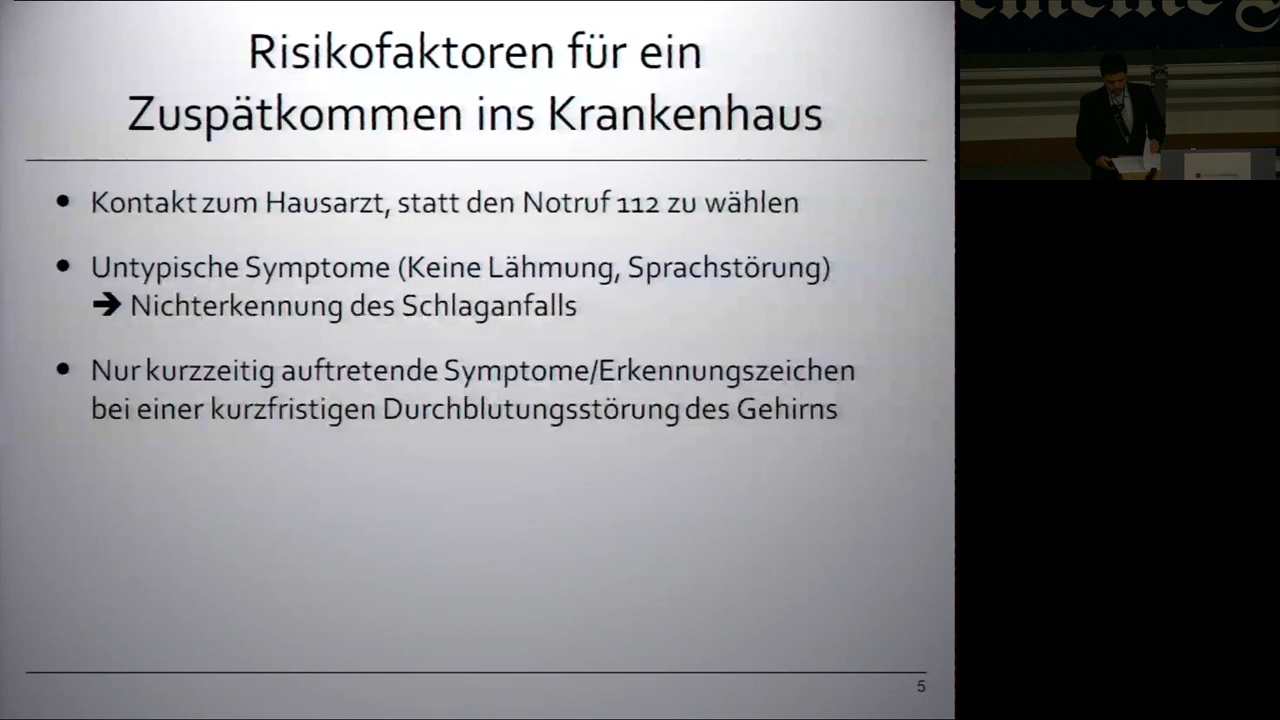 Risikofaktoren für ein
Zuspätkommen ins Krankenhaus
• Kontakt zum Hausarzt, statt den Notruf 112 zu wählen
• Untypische Symptome (Keine Lähmung, Sprachstörung)
➔ Nichterkennung des Schlaganfalls
• Nur kurzzeitig auftretende Symptome/Erkennungszeichen
bei einer kurzfristigen Durchblutungsstörung des Gehirns
5